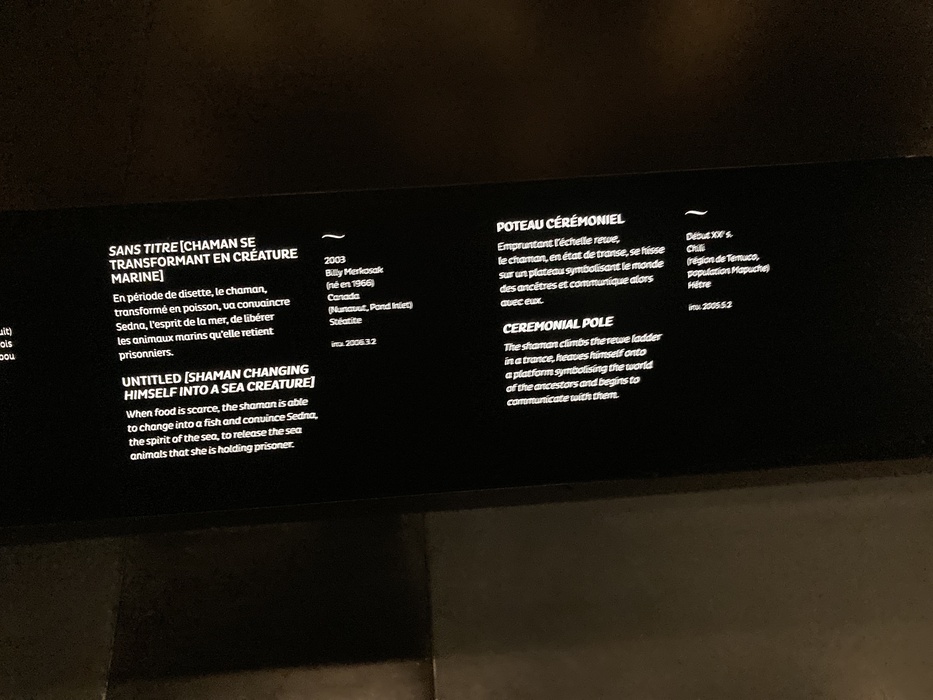 uit)
ois
pou
SANS TITRE [CHAMAN SE
TRANSFORMANT EN CRÉATURE
MARINE]
En période de disette, le chaman,
transformé en poisson, va convaincre
Sedna, l'esprit de la mer, de libérer
les animaux marins qu'elle retient
prisonniers.
UNTITLED [SHAMAN CHANGING
HIMSELF INTO A SEA CREATURE]
When food is scarce, the shaman is able
to change into a fish and convince Sedna,
the spirit of the sea, to release the sea
animals that she is holding prisoner.
~
2003
Billy Merkosak
(né en 1966)
Canada
(Nunavut, Pond Inlet)
Stéatite
inv. 2006.3.2
POTEAU CÉRÉMONIEL
Empruntant l'échelle rewe,
le chaman, en état de transe, se hisse
sur un plateau symbolisant le monde
des ancêtres et communique alors
avec eux.
CEREMONIAL POLE
The shaman climbs the rewe ladder
in a trance, heaves himself onto
a platform symbolising the world
of the ancestors and begins to
communicate with them.
~
Début XXe s.
Chili
(région de Temuco,
population Mapuche)
Hêtre
inv. 2005.5.2